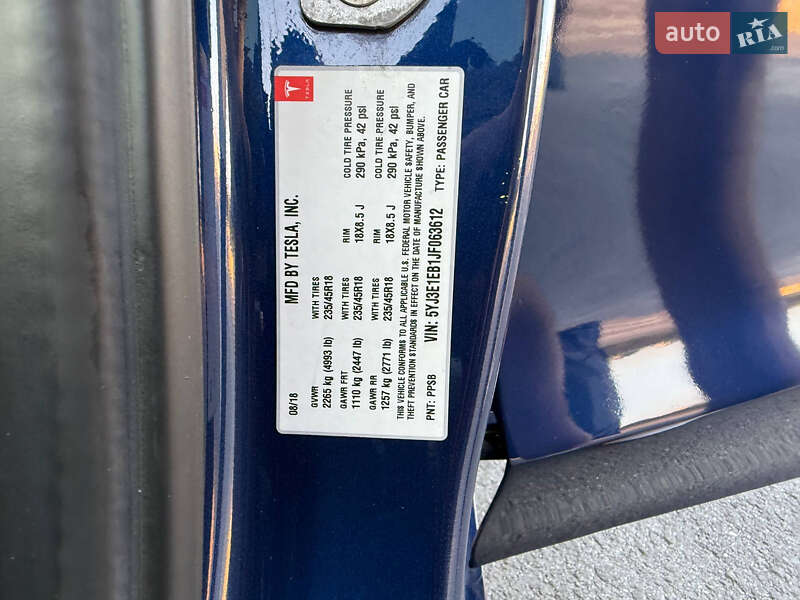 auto RIA
.com
TESLA
MFD BY TESLA, INC.
08/18
GVWR WITH TIRES RIM COLD TIRE PRESSURE
2265 kg (4993 lb) 235/45R18 18X8.5 J 290 kPa, 42 psi
GAWR FRT WITH TIRES RIM COLD TIRE PRESSURE
1110 kg (2447 lb) 235/45R18 18X8.5 J 290 kPa, 42 psi
GAWR RR WITH TIRES
1257 kg (2771 lb) 235/45R18
THIS VEHICLE CONFORMS TO ALL APPLICABLE U.S. FEDERAL MOTOR VEHICLE SAFETY, BUMPER, AND
THEFT PREVENTION STANDARDS IN EFFECT ON THE DATE OF MANUFACTURE SHOWN ABOVE.
PNT: PPSB VIN: 5YJ3E1EB1JF063612 TYPE: PASSENGER CAR